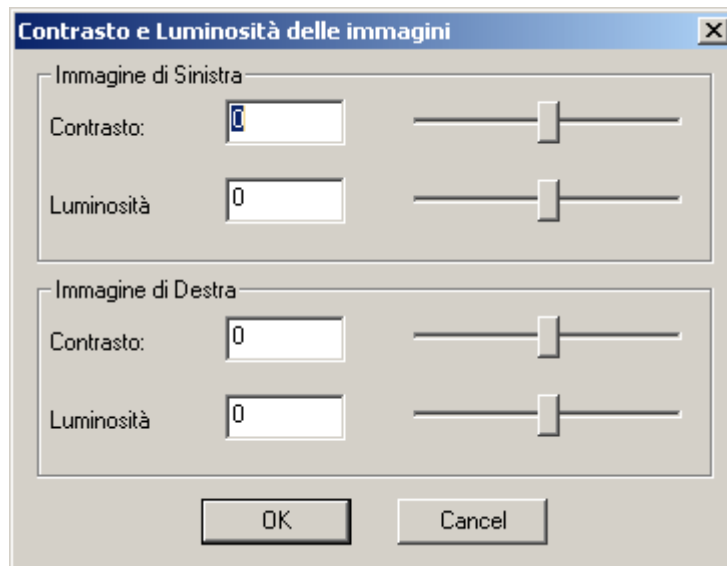 Contrasto e Luminosità delle immagini
Immagine di Sinistra
Contrasto: 0
Luminosità 0
Immagine di Destra
Contrasto: 0
Luminosità 0
OK Cancel